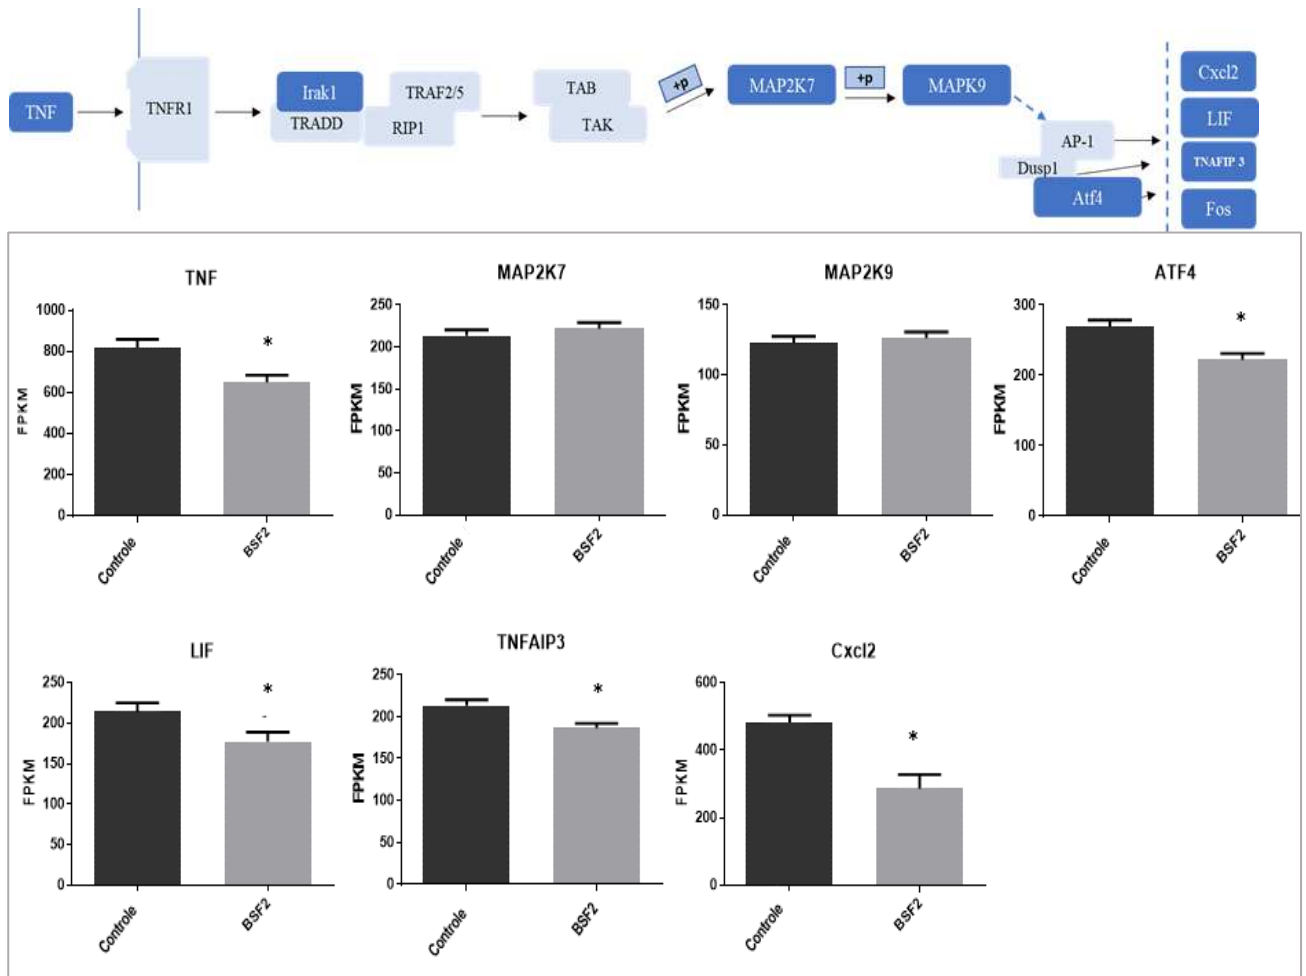 TNF
TNFR1
Irak1
TRADD
TRAF2/5
RIP1
TAB
TAK
+p
MAP2K7
+p
MAPK9
AP-1
Dusp1
Atf4
Cxcl2
LIF
TNAFIP 3
Fos
TNF
1000
800
600
400
200
0
FPKM
*
Controle
BSF2
MAP2K7
250
200
150
100
50
0
FPKM
Controle
BSF2
MAP2K9
150
100
50
0
FPKM
Controle
BSF2
ATF4
300
200
100
0
FPKM
*
Controle
BSF2
LIF
250
200
150
100
50
0
FPKM
*
Controle
BSF2
TNFAIP3
250
200
150
100
50
0
FPKM
*
Controle
BSF2
Cxcl2
600
400
200
0
FPKM
*
Controle
BSF2